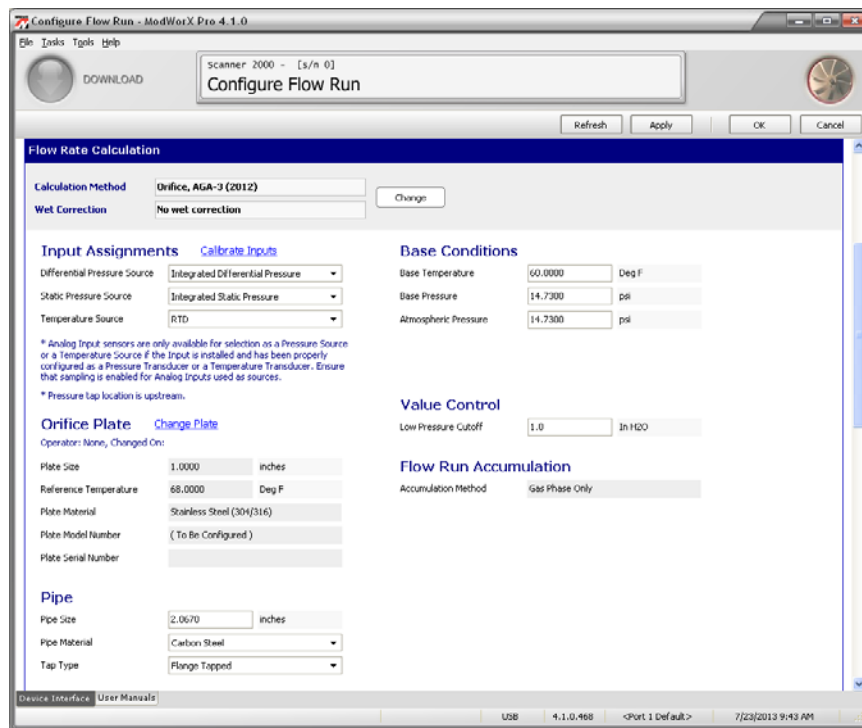 Configure Flow Run - ModWorX Pro 4.1.0
File Tasks Tools Help
DOWNLOAD
Scanner 2000 - [s/n 0]
Configure Flow Run
Refresh Apply OK Cancel
Flow Rate Calculation
Calculation Method Orifice, AGA-3 (2012)
Change
Wet Correction No wet correction
Input Assignments Calibrate Inputs
Differential Pressure Source Integrated Differential Pressure
Static Pressure Source Integrated Static Pressure
Temperature Source RTD
* Analog Input sensors are only available for selection as a Pressure Source
or a Temperature Source if the Input is installed and has been properly
configured as a Pressure Transducer or a Temperature Transducer. Ensure
that sampling is enabled for Analog Inputs used as sources.
* Pressure tap location is upstream.
Orifice Plate Change Plate
Operator: None, Changed On:
Plate Size 1.0000 inches
Reference Temperature 68.0000 Deg F
Plate Material Stainless Steel (304/316)
Plate Model Number ( To Be Configured )
Plate Serial Number
Pipe
Pipe Size 2.0670 inches
Pipe Material Carbon Steel
Tap Type Flange Tapped
Base Conditions
Base Temperature 60.0000 Deg F
Base Pressure 14.7300 psi
Atmospheric Pressure 14.7300 psi
Value Control
Low Pressure Cutoff 1.0 In H2O
Flow Run Accumulation
Accumulation Method Gas Phase Only
Device Interface User Manuals
USB 4.1.0.468 <Port 1 Default> 7/23/2013 9:43 AM